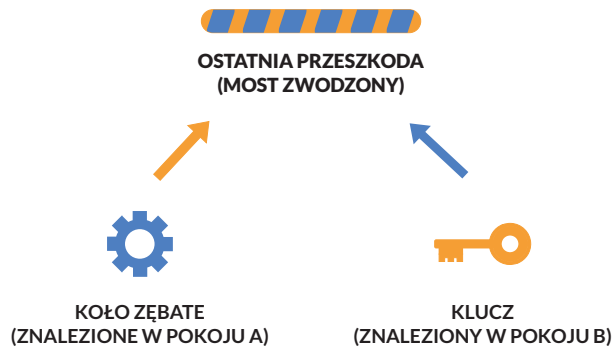 OSTATNIA PRZESZKODA
(MOST ZWODZONY)
KOŁO ZĘBATE
(ZNALEZIONE W POKOJU A)
KLUCZ
(ZNALEZIONY W POKOJU B)